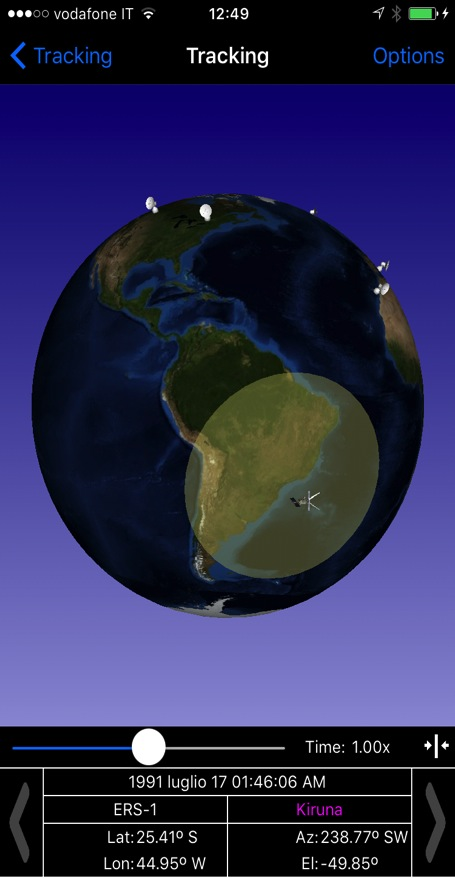 vodafone IT 12:49
Tracking Tracking Options
Time: 1.00x
1991 luglio 17 01:46:06 AM
ERS-1 Kiruna
Lat:25.41º S Az:238.77º SW
Lon:44.95º W El:-49.85º